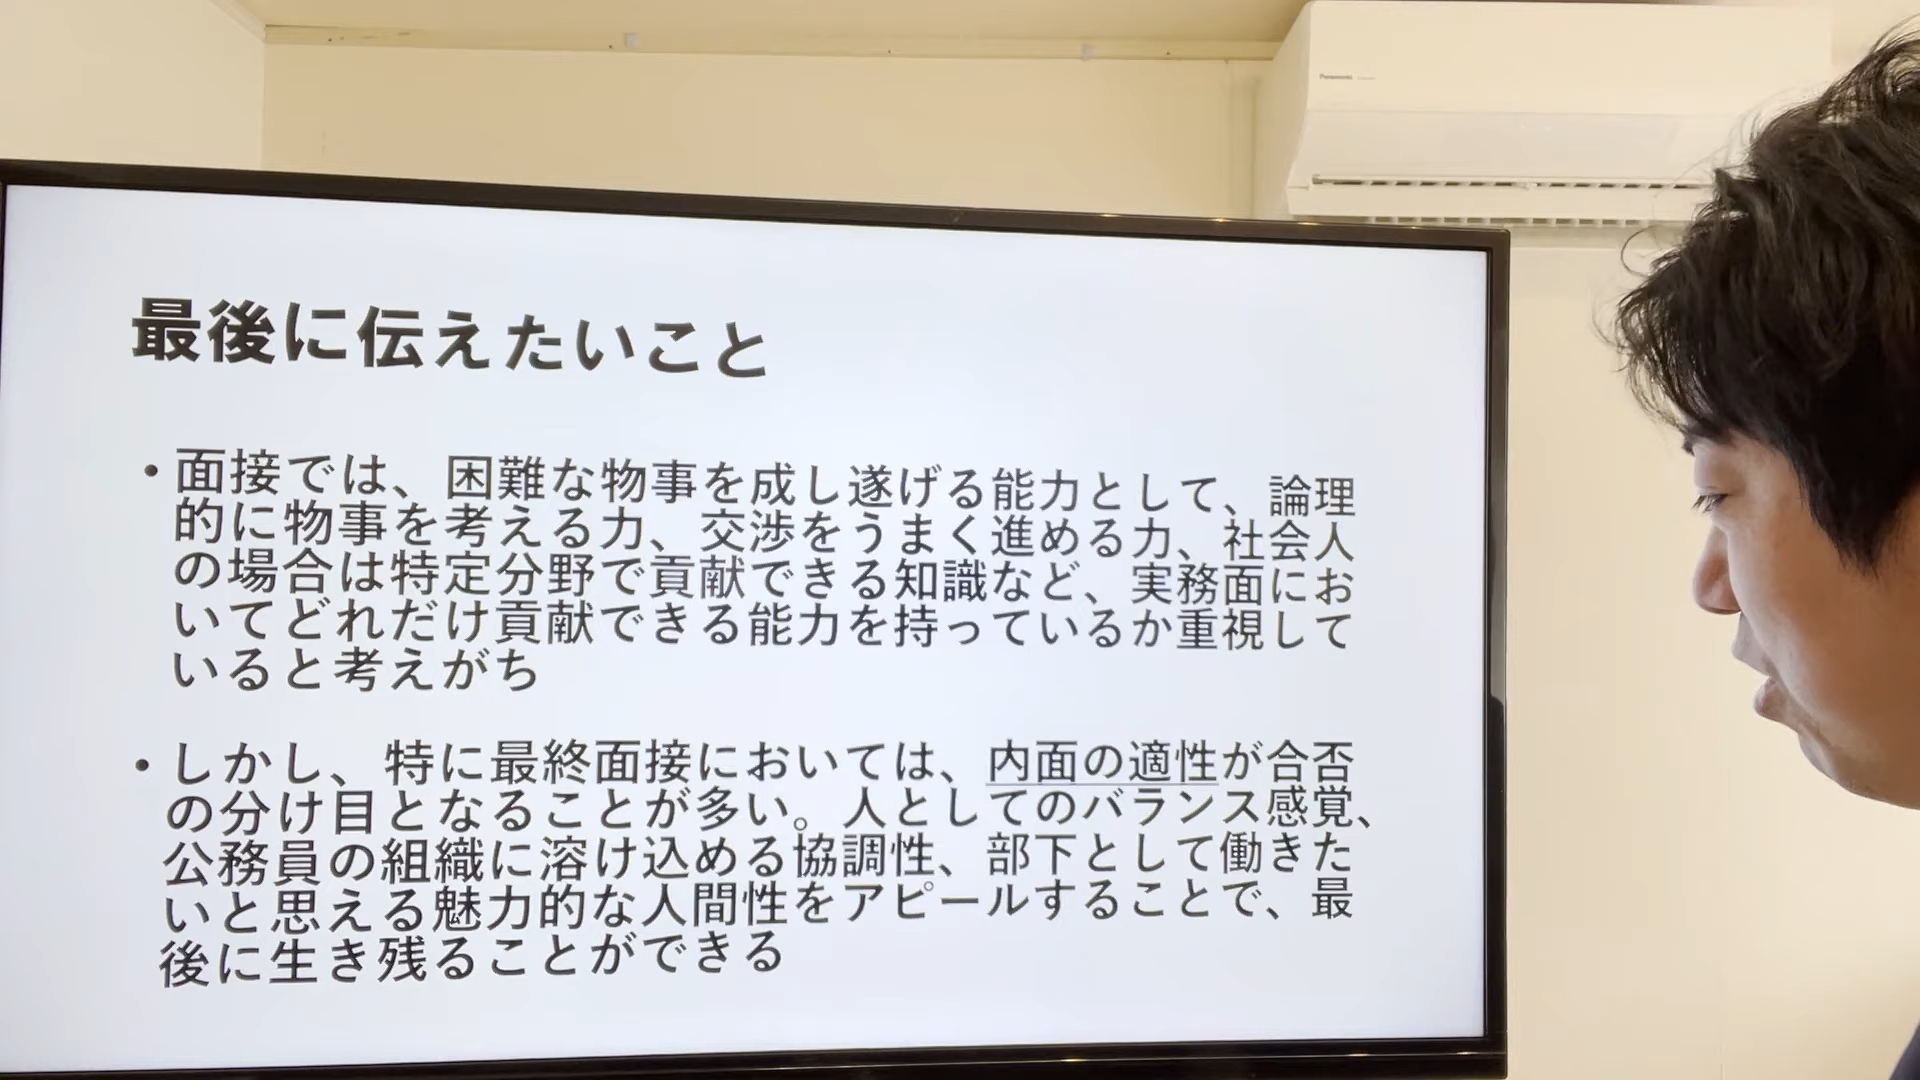 Panasonic
最後に伝えたいこと
・面接では、困難な物事を成し遂げる能力として、論理
的に物事を考える力、交渉をうまく進める力、社会人
の場合は特定分野で貢献できる知識など、実務面にお
いてどれだけ貢献できる能力を持っているか重視して
いると考えがち
・しかし、特に最終面接においては、内面の適性が合否
の分け目となることが多い。人としてのバランス感覚、
公務員の組織に溶け込める協調性、部下として働きた
いと思える魅力的な人間性をアピールすることで、最
後に生き残ることができる